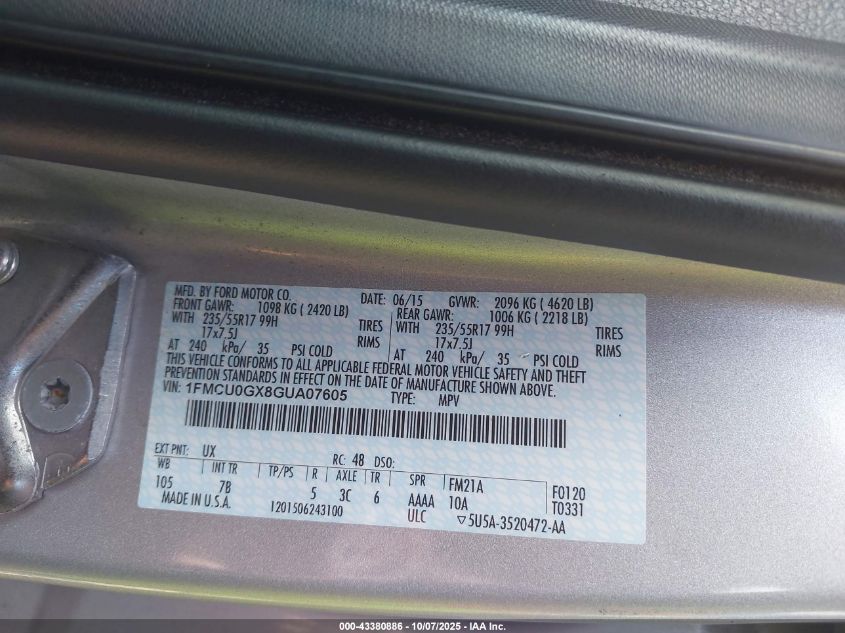 MFD. BY FORD MOTOR CO. DATE: 06/15 GVWR: 2096 KG ( 4620 LB)
FRONT GAWR: 1098 KG ( 2420 LB) REAR GAWR: 1006 KG ( 2218 LB)
WITH 235/55R17 99H TIRES WITH 235/55R17 99H TIRES
17x7.5J RIMS 17x7.5J RIMS
AT 240 kPa/ 35 PSI COLD AT 240 kPa/ 35 PSI COLD
THIS VEHICLE CONFORMS TO ALL APPLICABLE FEDERAL MOTOR VEHICLE SAFETY AND THEFT
PREVENTION STANDARDS IN EFFECT ON THE DATE OF MANUFACTURE SHOWN ABOVE.
VIN: 1FMCU0GX8GUA07605 TYPE: MPV
EXT PNT: UX RC: 48 DSO:
WB INT TR TP/PS R AXLE TR SPR FM21A F0120
105 7B 5 3C 6 AAAA 10A T0331
MADE IN U.S.A. 1201506243100 ULC ▽5U5A-3520472-AA
000-43380886 - 10/07/2025 - IAA Inc.